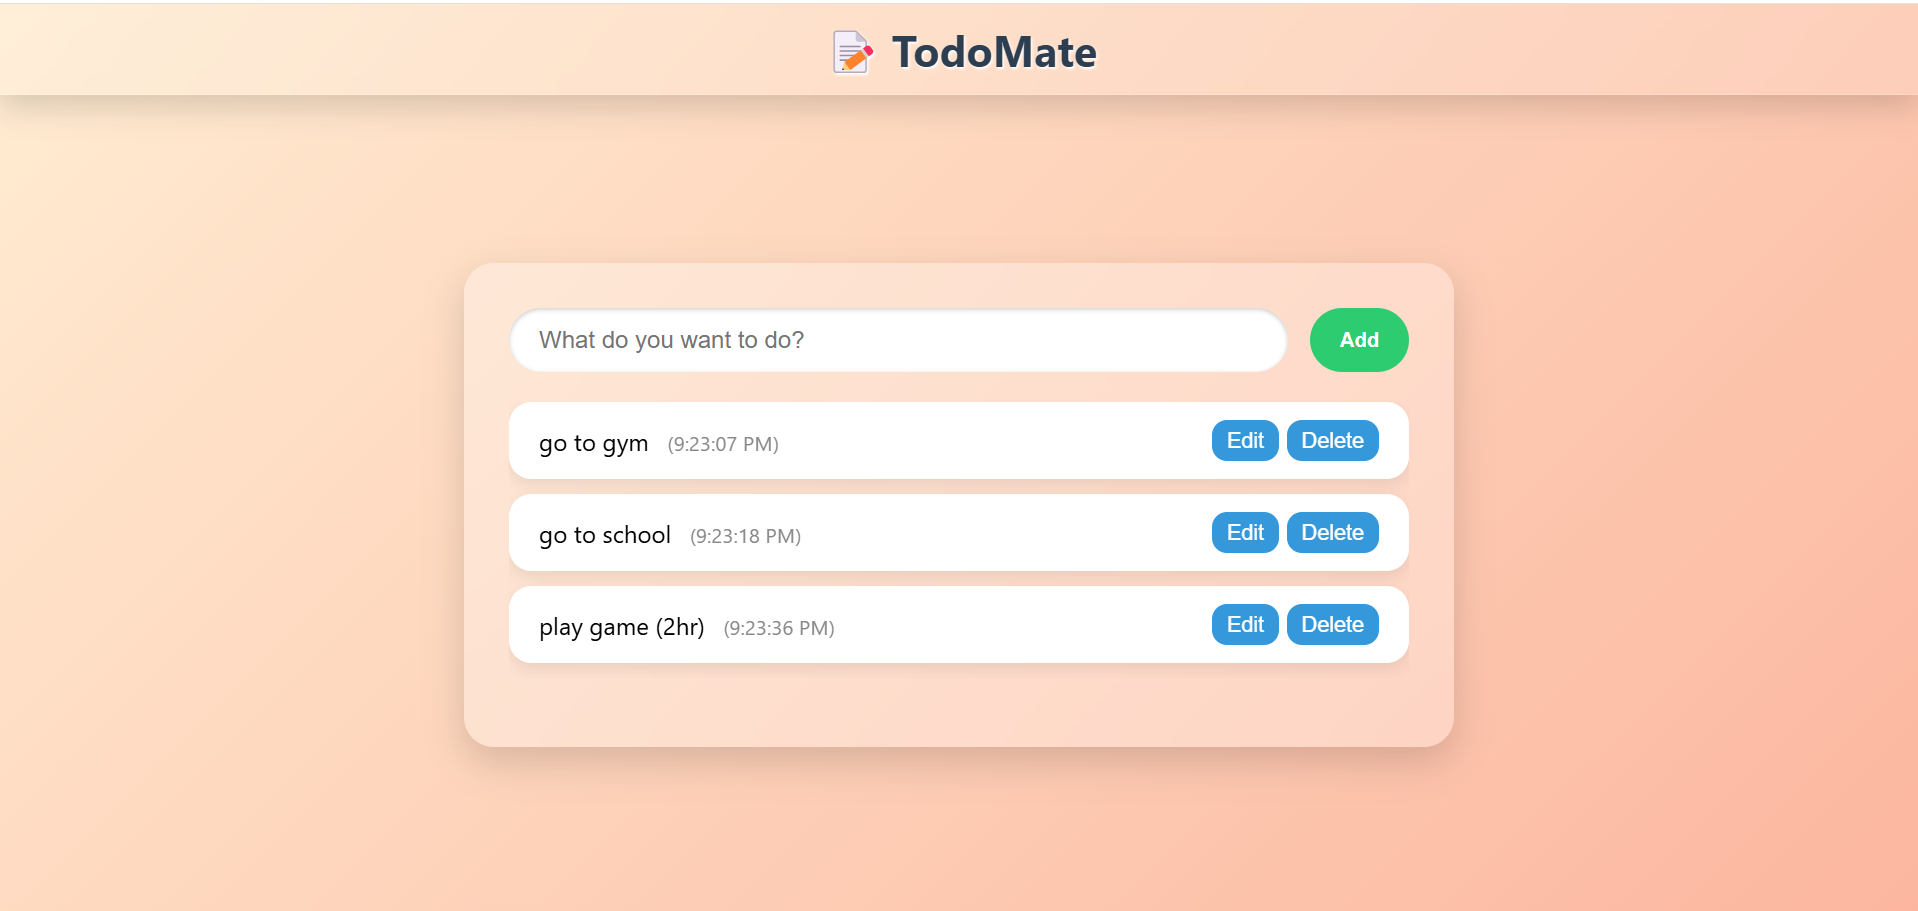 TodoMate
What do you want to do? Add
go to gym (9:23:07 PM) Edit Delete
go to school (9:23:18 PM) Edit Delete
play game (2hr) (9:23:36 PM) Edit Delete